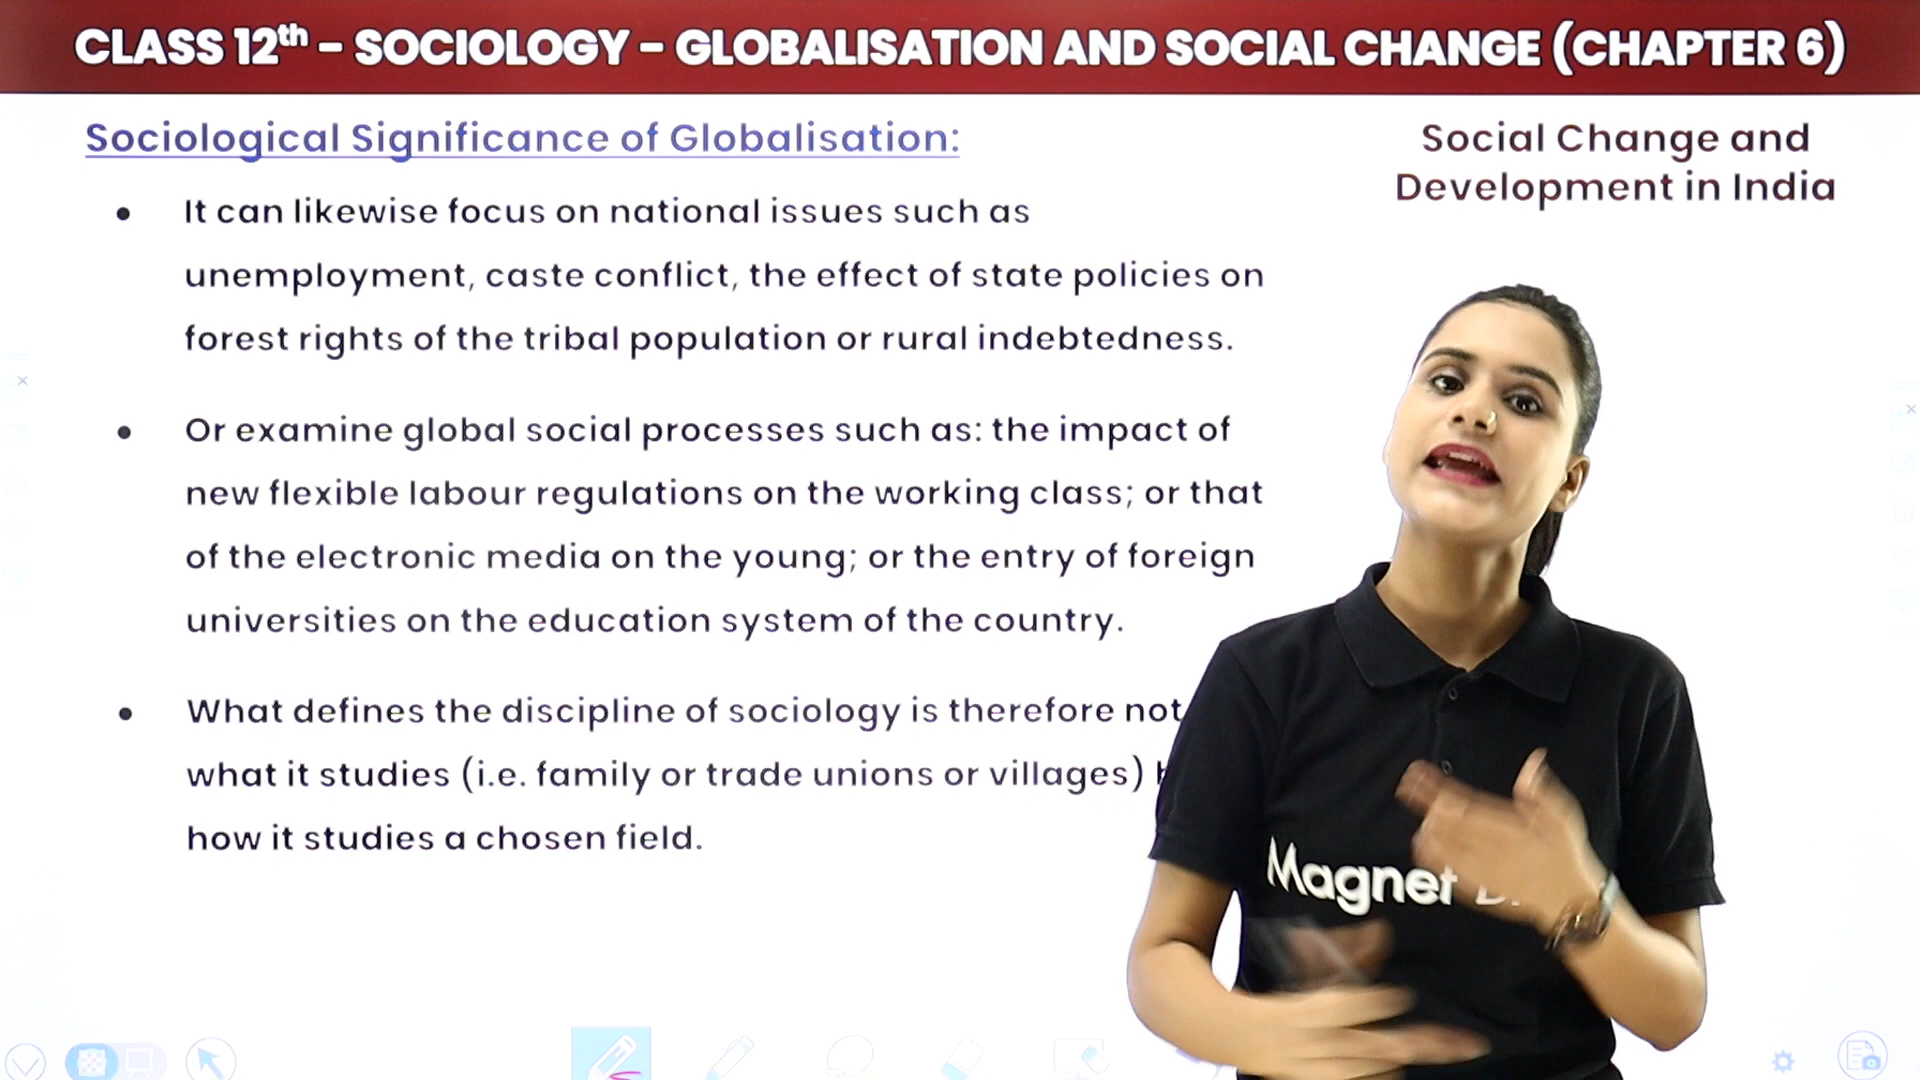 CLASS 12th – SOCIOLOGY – GLOBALISATION AND SOCIAL CHANGE (CHAPTER 6)
Sociological Significance of Globalisation:
Social Change and
Development in India
• It can likewise focus on national issues such as
unemployment, caste conflict, the effect of state policies on
forest rights of the tribal population or rural indebtedness.
• Or examine global social processes such as: the impact of
new flexible labour regulations on the working class; or that
of the electronic media on the young; or the entry of foreign
universities on the education system of the country.
• What defines the discipline of sociology is therefore not
what it studies (i.e. family or trade unions or villages)
how it studies a chosen field.
Magnet